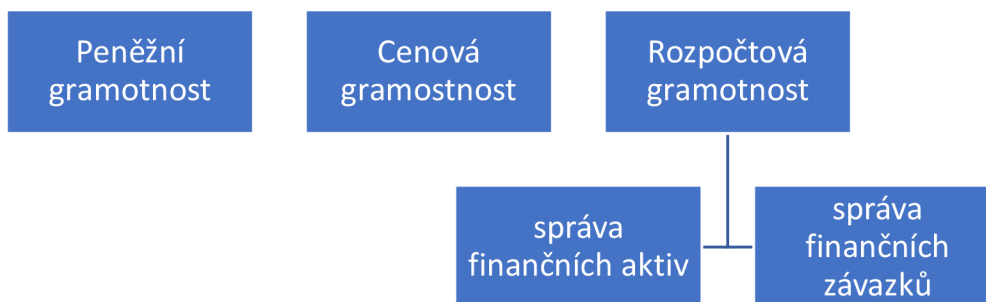 Peněžní
gramotnost
Cenová
gramostnost
Rozpočtová
gramotnost
správa
finančních aktiv
správa
finančních
závazků